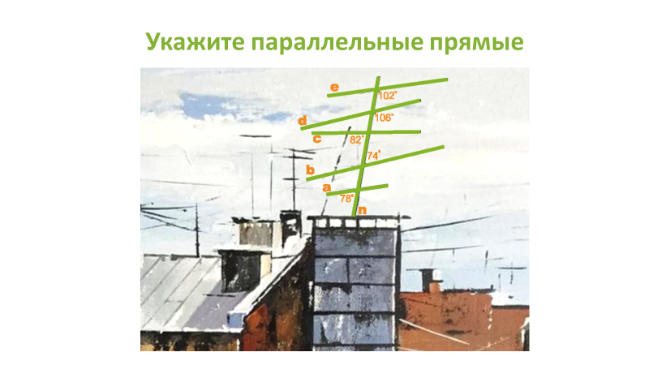 Укажите параллельные прямые
e
102°
d
106°
c
82°
74°
b
a
78°
n